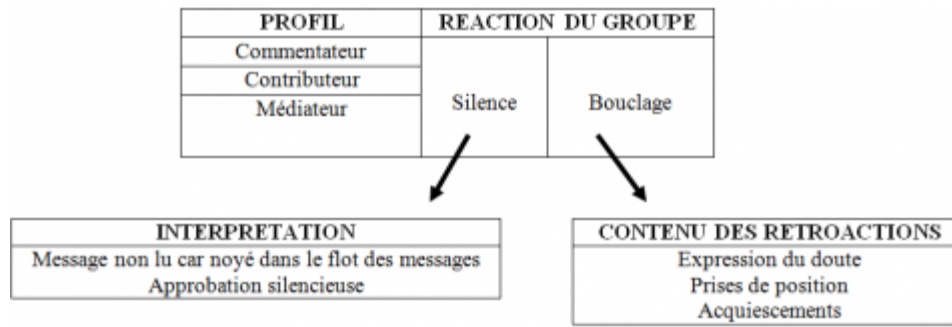 PROFIL REACTION DU GROUPE
Commentateur
Contributeur
Médiateur
Silence Bouclage
INTERPRETATION
Message non lu car noyé dans le flot des messages
Approbation silencieuse
CONTENU DES RETROACTIONS
Expression du doute
Prises de position
Acquiescements